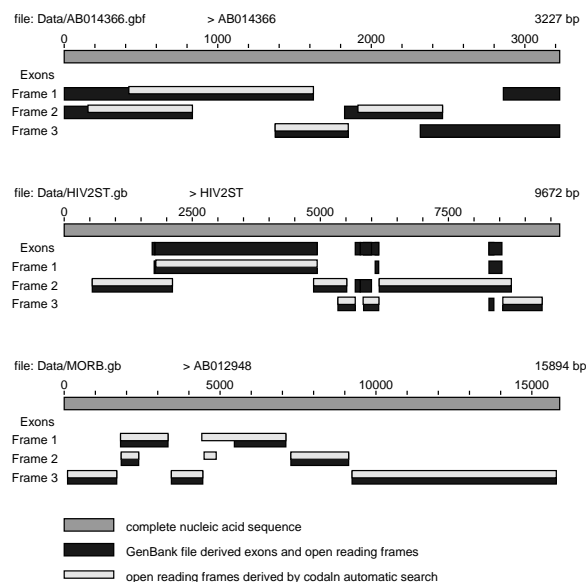 file: Data/AB014366.gbf > AB014366 3227 bp
0 1000 2000 3000
Exons
Frame 1
Frame 2
Frame 3
file: Data/HIV2ST.gb > HIV2ST 9672 bp
0 2500 5000 7500
Exons
Frame 1
Frame 2
Frame 3
file: Data/MORB.gb > AB012948 15894 bp
0 5000 10000 15000
Exons
Frame 1
Frame 2
Frame 3
complete nucleic acid sequence
GenBank file derived exons and open reading frames
open reading frames derived by codaln automatic search